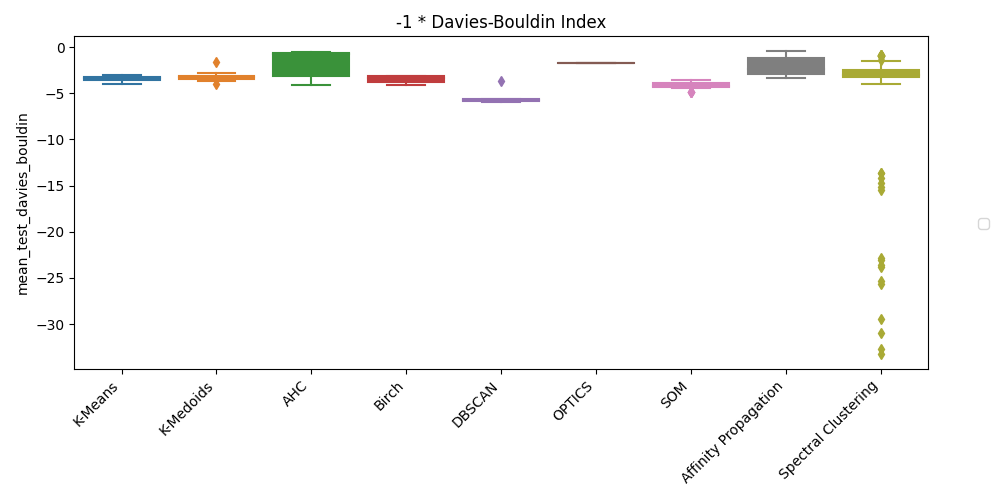 -1 * Davies-Bouldin Index
mean_test_davies_bouldin
0
−5
−10
−15
−20
−25
−30
K-Means
K-Medoids
AHC
Birch
DBSCAN
OPTICS
SOM
Affinity Propagation
Spectral Clustering